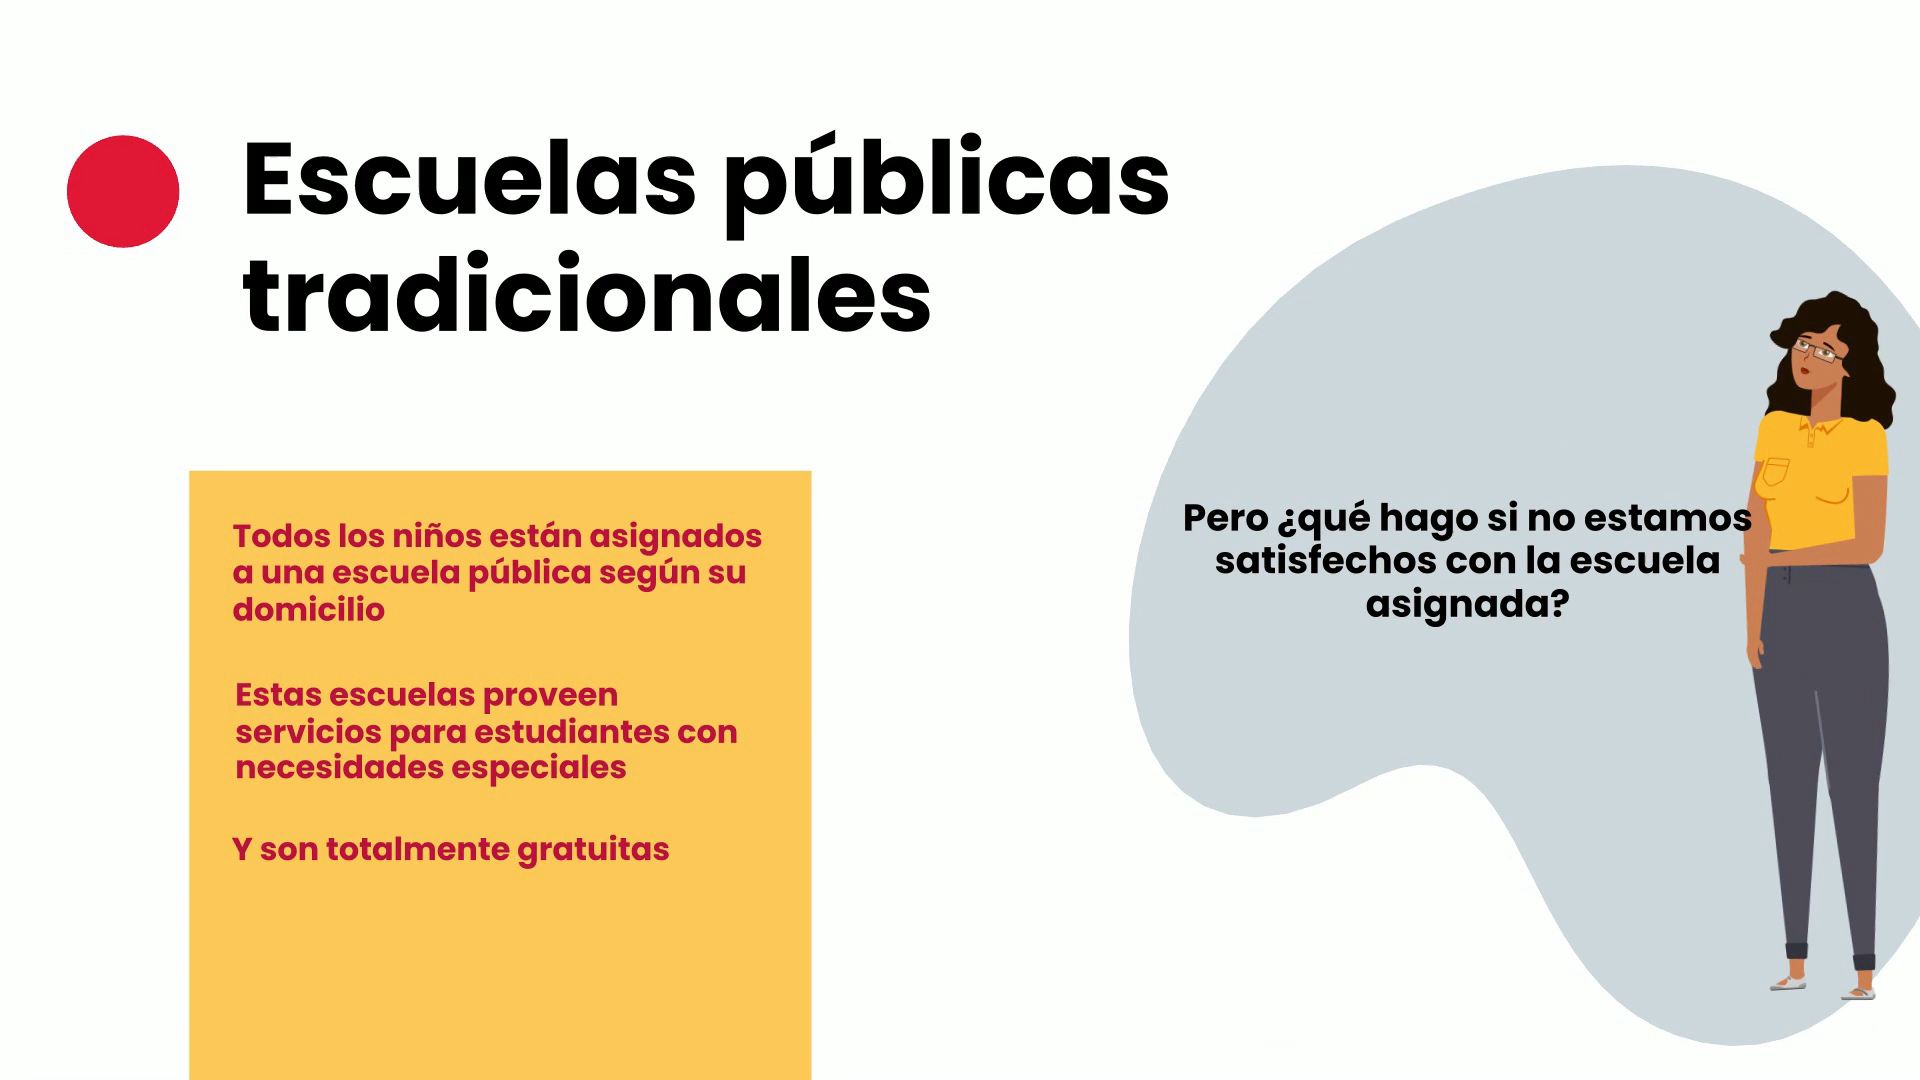 Escuelas públicas
tradicionales
Todos los niños están asignados
a una escuela pública según su
domicilio
Estas escuelas proveen
servicios para estudiantes con
necesidades especiales
Y son totalmente gratuitas
Pero ¿qué hago si no estamos
satisfechos con la escuela
asignada?